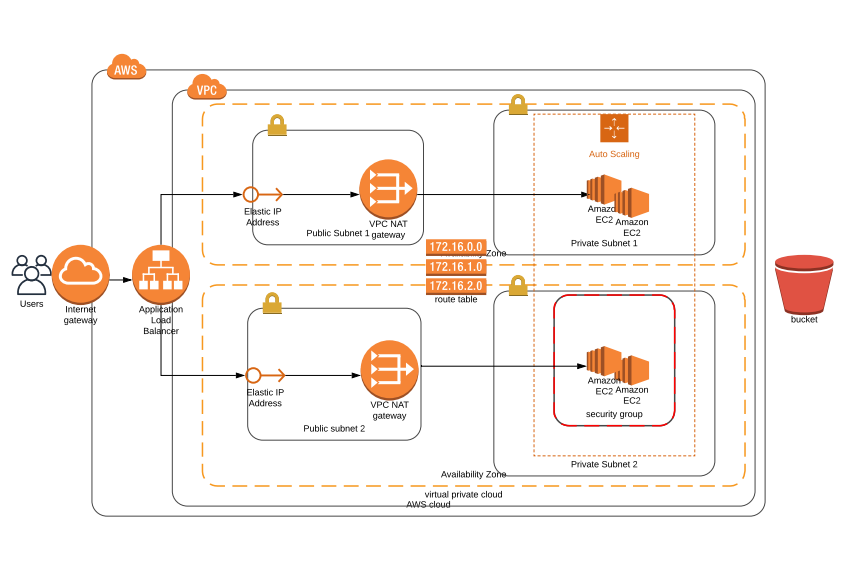 AWS
VPC
Auto Scaling
Elastic IP
Address
VPC NAT
gateway
Public Subnet 1
Amazon
EC2
Amazon
EC2
Private Subnet 1
172.16.0.0
Availability Zone
172.16.1.0
172.16.2.0
route table
Users
Internet
gateway
Application
Load
Balancer
bucket
Elastic IP
Address
VPC NAT
gateway
Public subnet 2
Amazon
EC2
Amazon
EC2
security group
Private Subnet 2
Availability Zone
virtual private cloud
AWS cloud